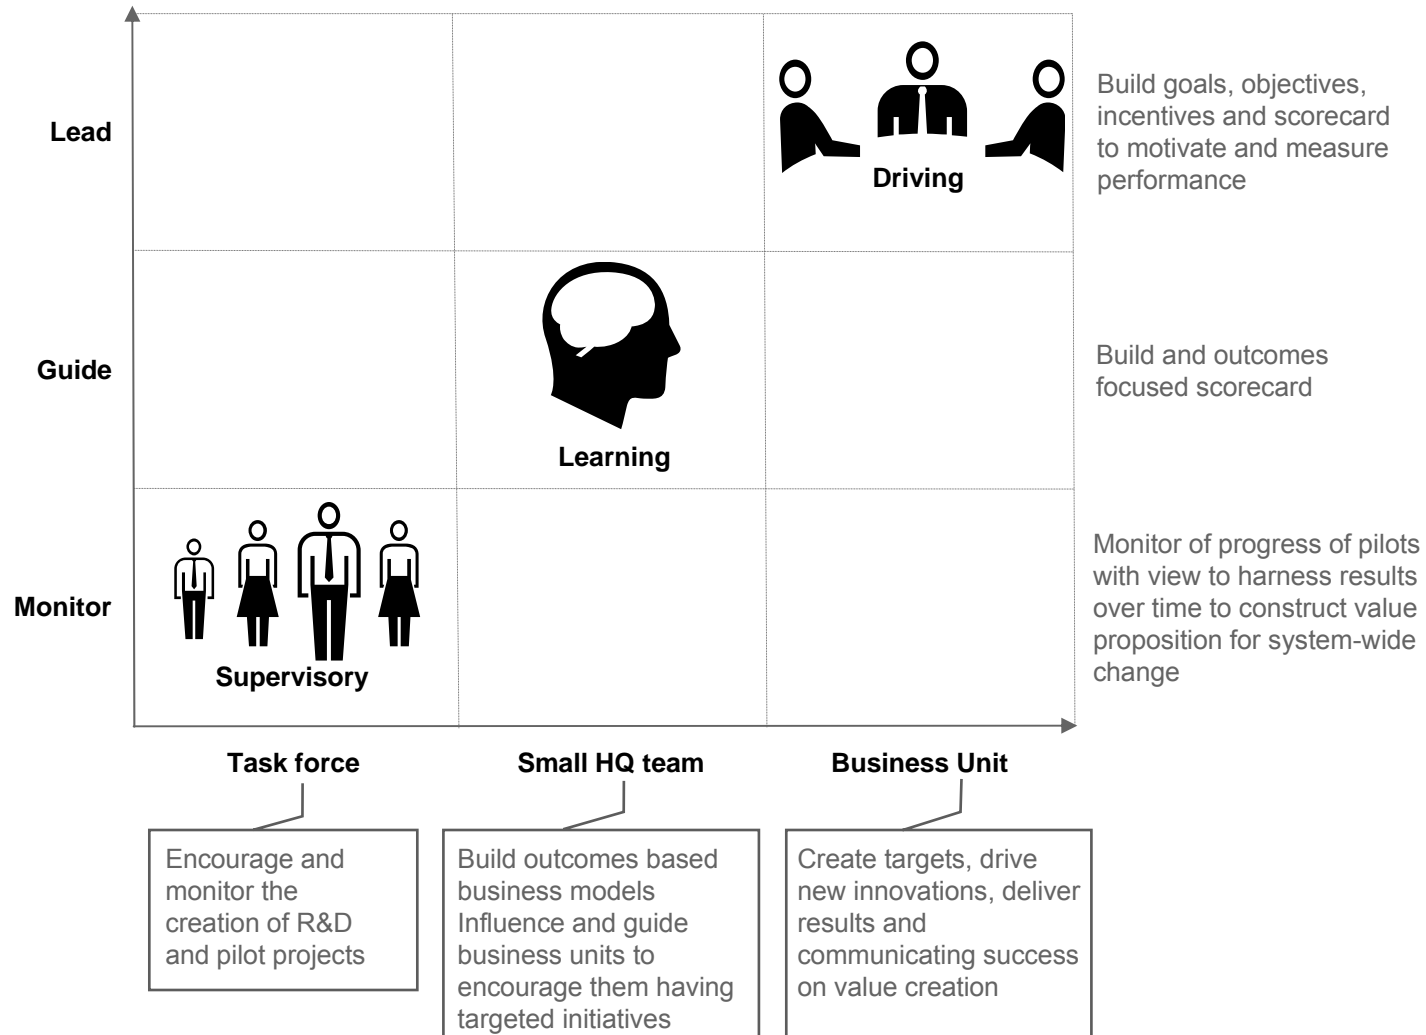 Lead
Driving
Build goals, objectives,
incentives and scorecard
to motivate and measure
performance
Guide
Learning
Build and outcomes
focused scorecard
Monitor
Supervisory
Monitor of progress of pilots
with view to harness results
over time to construct value
proposition for system-wide
change
Task force
Small HQ team
Business Unit
Encourage and
monitor the
creation of R&D
and pilot projects
Build outcomes based
business models
Influence and guide
business units to
encourage them having
targeted initiatives
Create targets, drive
new innovations, deliver
results and
communicating success
on value creation